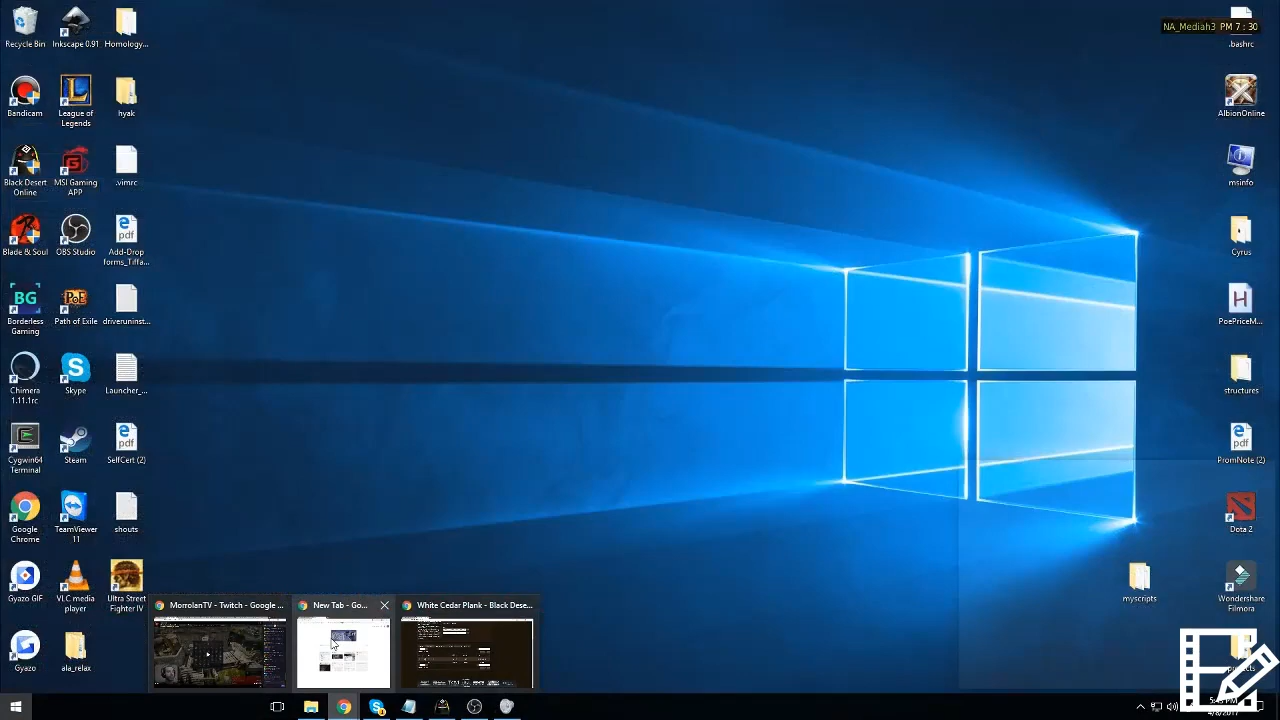 Recycle Bin
Inkscape 0.91
Homology...
NA_Mediah3 PM 7 : 30
.bashrc
Bandicam
League of
Legends
hyak
AlbionOnline
Black Desert
Online
MSI Gaming
APP
.vimrc
msinfo
Blade & Soul
OBS Studio
Add-Drop
forms_Tiffa...
Cyrus
Borderless
Gaming
Path of Exile
driveruninst...
PoePriceM...
Chimera
1.11.1rc
Skype
Launcher_...
structures
Cygwin64
Terminal
Steam
SelfCert (2)
PromNote (2)
Google
Chrome
TeamViewer
11
shouts
Dota 2
Gyazo GIF
VLC media
player
Ultra Street
Fighter IV
myscripts
Wondershare
Filmora
MorrolanTV - Twitch - Google ...
New Tab - Go...
White Cedar Plank - Black Dese...
Gyazo
4/8/2017